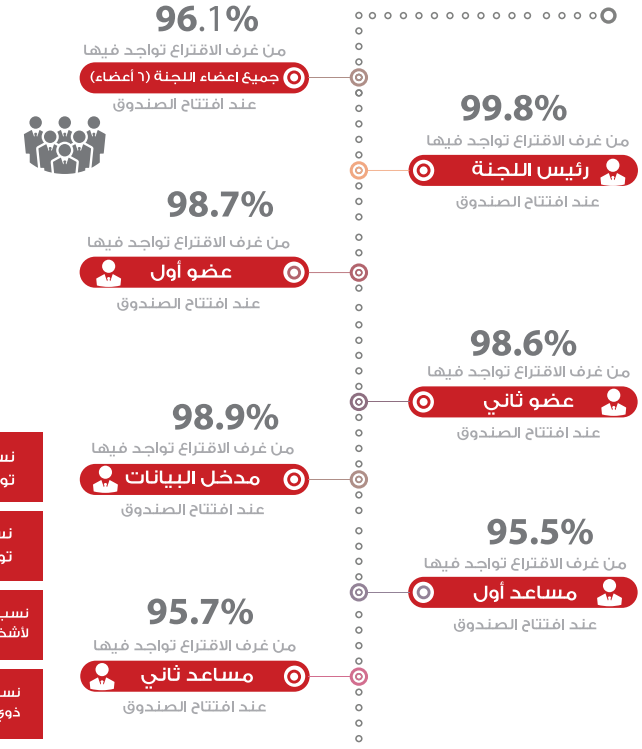 96.1%
من غرف الاقتراع تواجد فيها
جميع اعضاء اللجنة (٦ أعضاء)
عند افتتاح الصندوق
99.8%
من غرف الاقتراع تواجد فيها
رئيس اللجنة
عند افتتاح الصندوق
98.7%
من غرف الاقتراع تواجد فيها
عضو أول
عند افتتاح الصندوق
98.6%
من غرف الاقتراع تواجد فيها
عضو ثاني
عند افتتاح الصندوق
98.9%
من غرف الاقتراع تواجد فيها
مدخل البيانات
عند افتتاح الصندوق
95.5%
من غرف الاقتراع تواجد فيها
مساعد أول
عند افتتاح الصندوق
95.7%
من غرف الاقتراع تواجد فيها
مساعد ثاني
عند افتتاح الصندوق